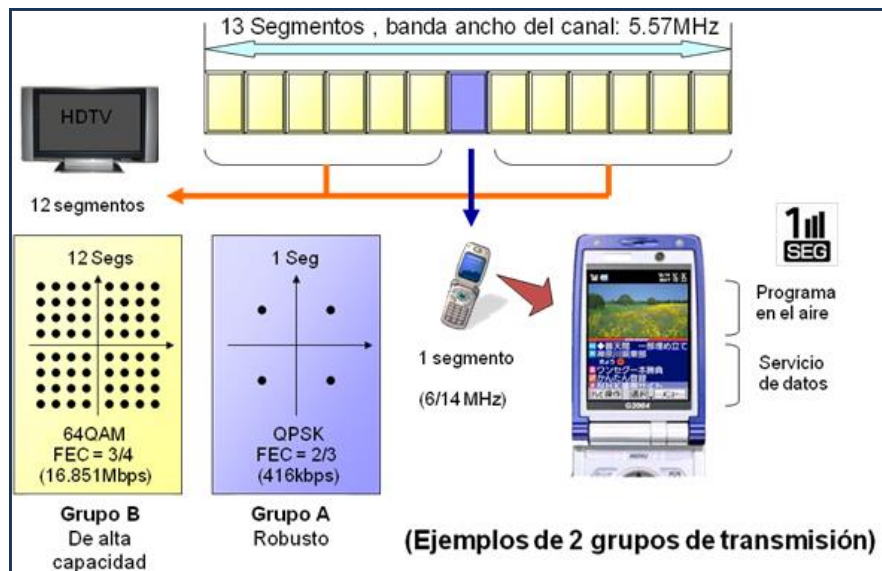 13 Segmentos , banda ancho del canal: 5.57MHz
HDTV
12 segmentos
12 Segs
64QAM
FEC = 3/4
(16.851Mbps)
Grupo B
De alta
capacidad
1 Seg
QPSK
FEC = 2/3
(416kbps)
Grupo A
Robusto
1 segmento
(6/14 MHz)
1
SEG
Programa
en el aire
Servicio
de datos
(Ejemplos de 2 grupos de transmisión)